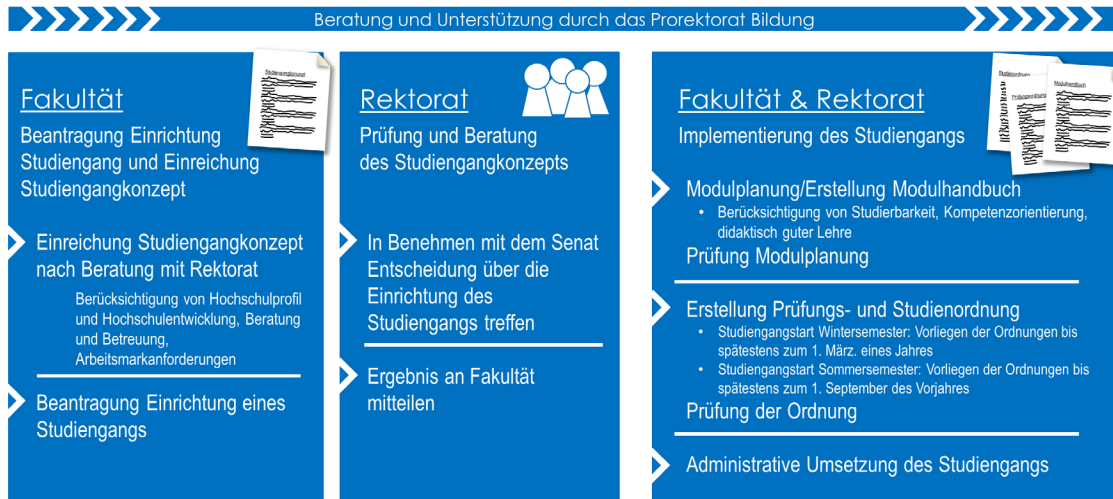 Beratung und Unterstützung durch das Prorektorat Bildung
Fakultät
Beantragung Einrichtung
Studiengang und Einreichung
Studiengangkonzept
Studiengangkonzept
Einreichung Studiengangkonzept
nach Beratung mit Rektorat
Berücksichtigung von Hochschulprofil
und Hochschulentwicklung, Beratung
und Betreuung,
Arbeitsmarkanforderungen
Beantragung Einrichtung eines
Studiengangs
Rektorat
Prüfung und Beratung
des Studiengangkonzepts
In Benehmen mit dem Senat
Entscheidung über die
Einrichtung des
Studiengangs treffen
Ergebnis an Fakultät
mitteilen
Fakultät & Rektorat
Implementierung des Studiengangs
Studienordnung
Prüfungsordnung
Modulhandbuch
Modulplanung/Erstellung Modulhandbuch
• Berücksichtigung von Studierbarkeit, Kompetenzorientierung,
didaktisch guter Lehre
Prüfung Modulplanung
Erstellung Prüfungs- und Studienordnung
• Studiengangstart Wintersemester: Vorliegen der Ordnungen bis
spätestens zum 1. März. eines Jahres
• Studiengangstart Sommersemester: Vorliegen der Ordnungen bis
spätestens zum 1. September des Vorjahres
Prüfung der Ordnung
Administrative Umsetzung des Studiengangs